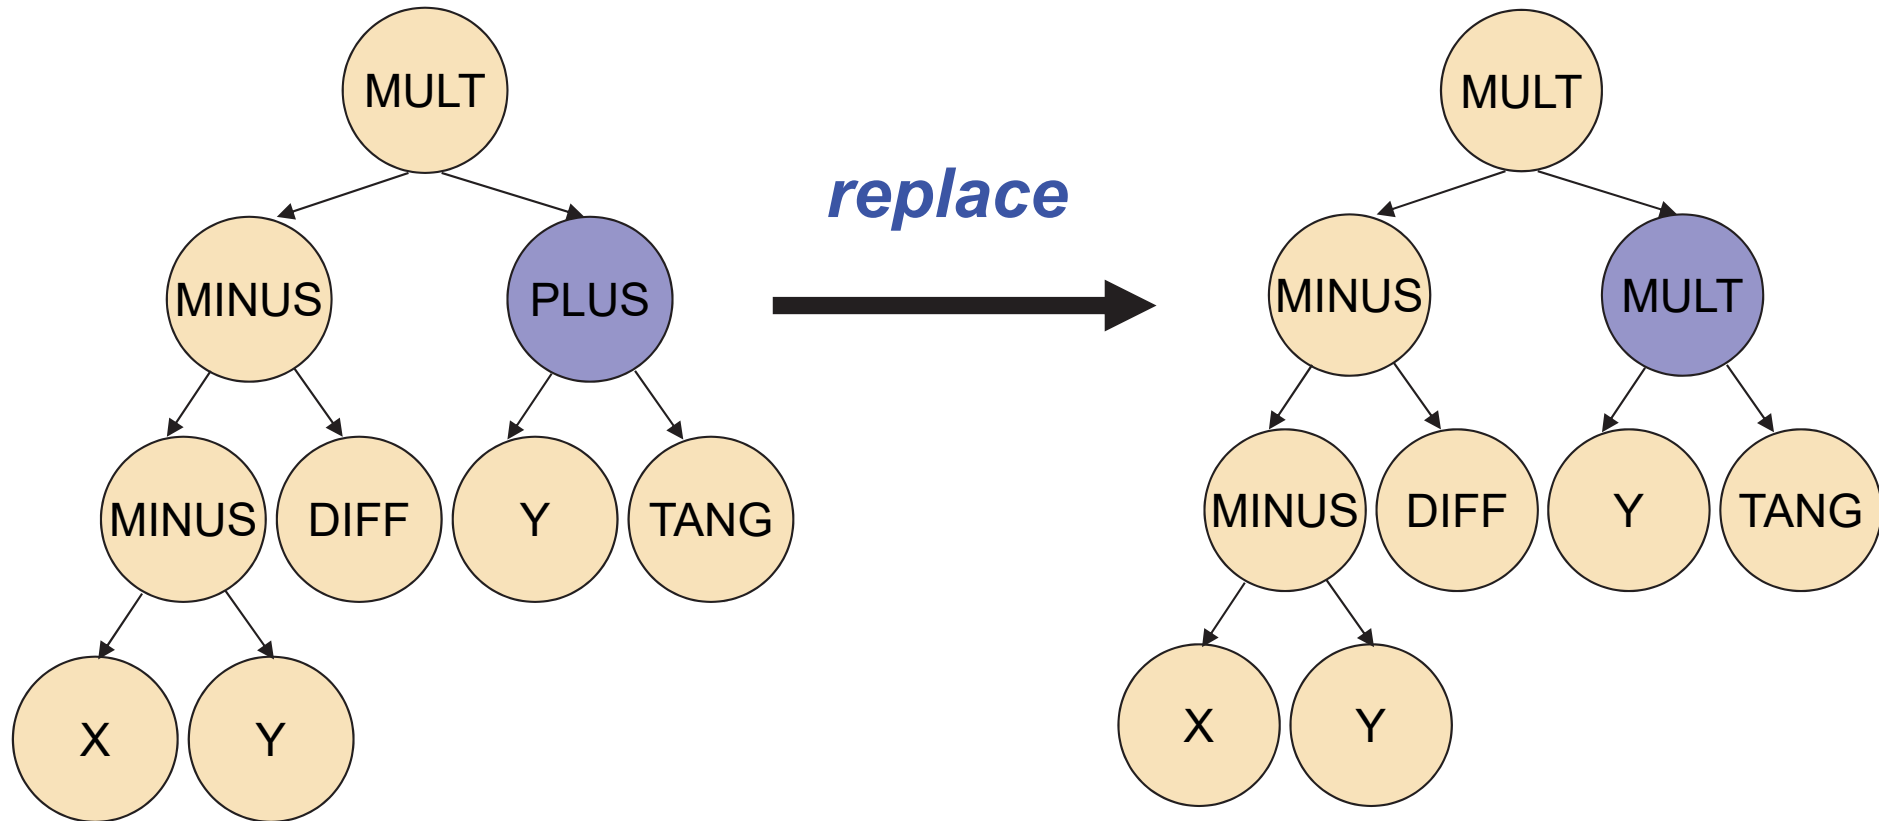 MULT
MINUS
PLUS
MINUS
DIFF
Y
TANG
X
Y
replace
MULT
MINUS
MULT
MINUS
DIFF
Y
TANG
X
Y